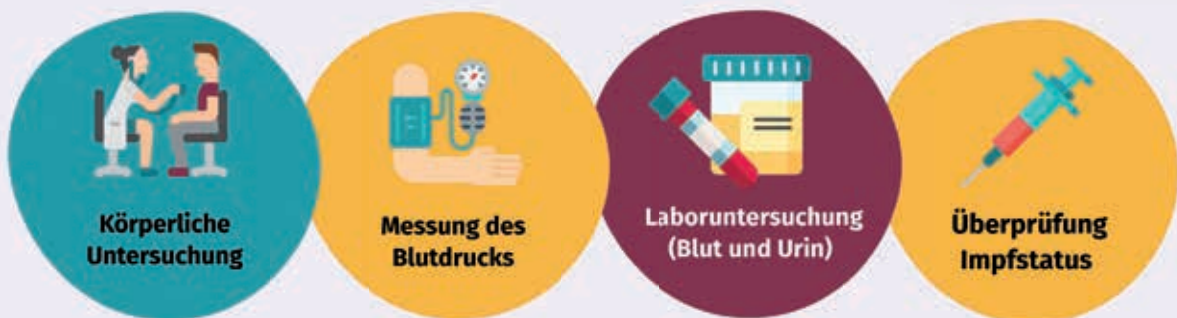 Körperliche
Untersuchung
Messung des
Blutdrucks
Laboruntersuchung
(Blut und Urin)
Überprüfung
Impfstatus